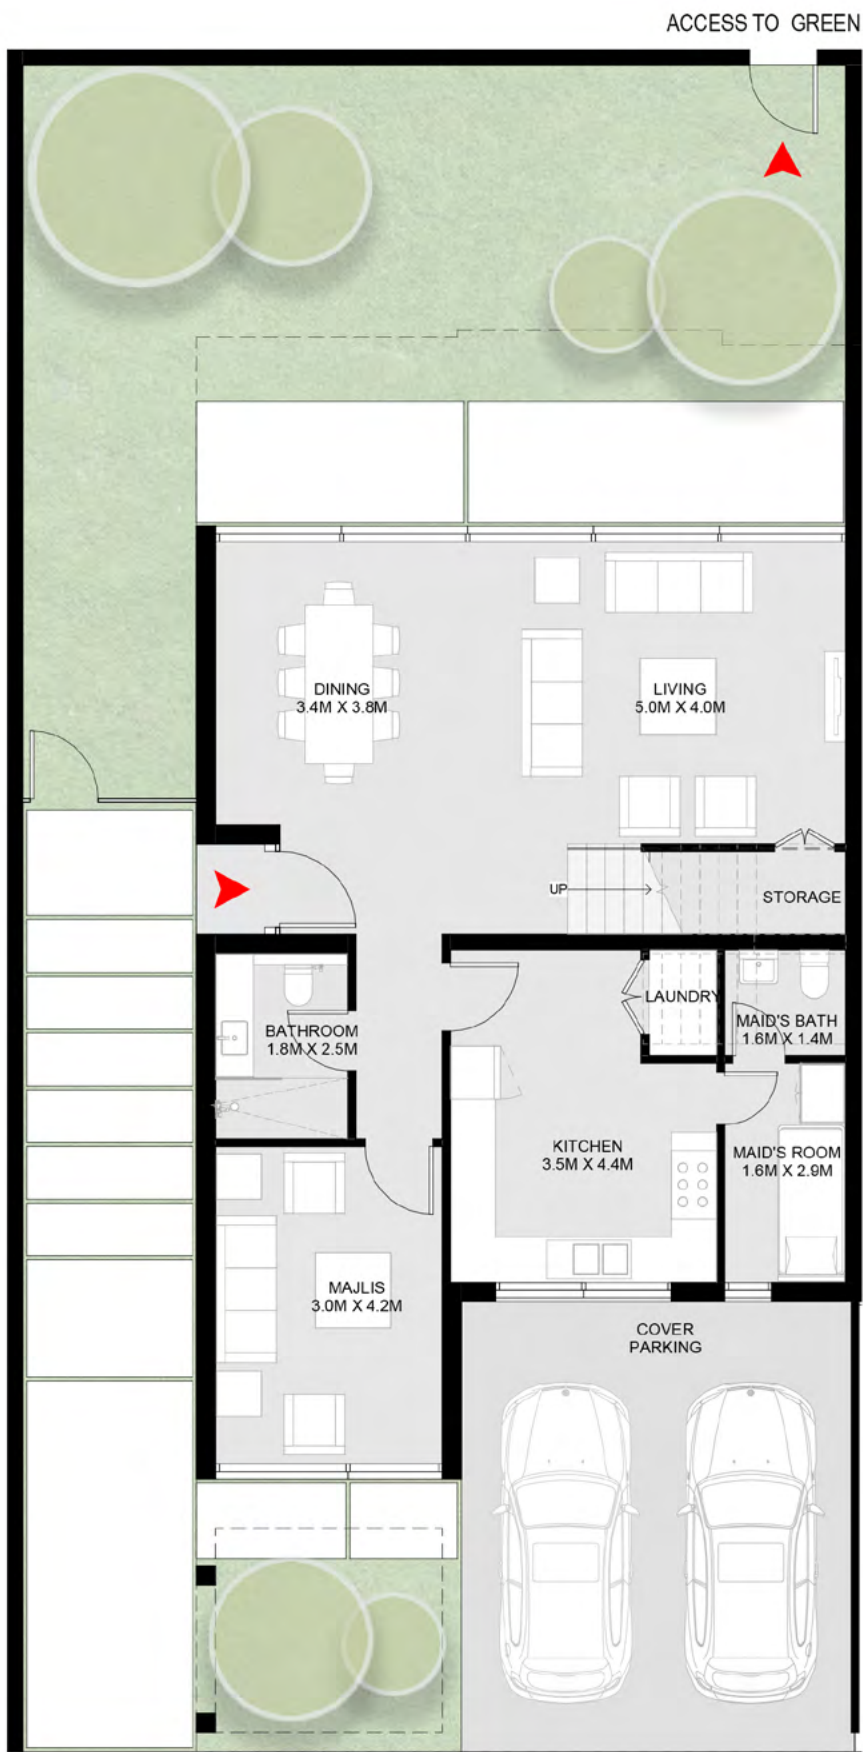 ACCESS TO GREEN
DINING
3.4M X 3.8M
LIVING
5.0M X 4.0M
UP
STORAGE
LAUNDRY
BATHROOM
1.8M X 2.5M
MAID'S BATH
1.6M X 1.4M
KITCHEN
3.5M X 4.4M
MAID'S ROOM
1.6M X 2.9M
MAJLIS
3.0M X 4.2M
COVER
PARKING